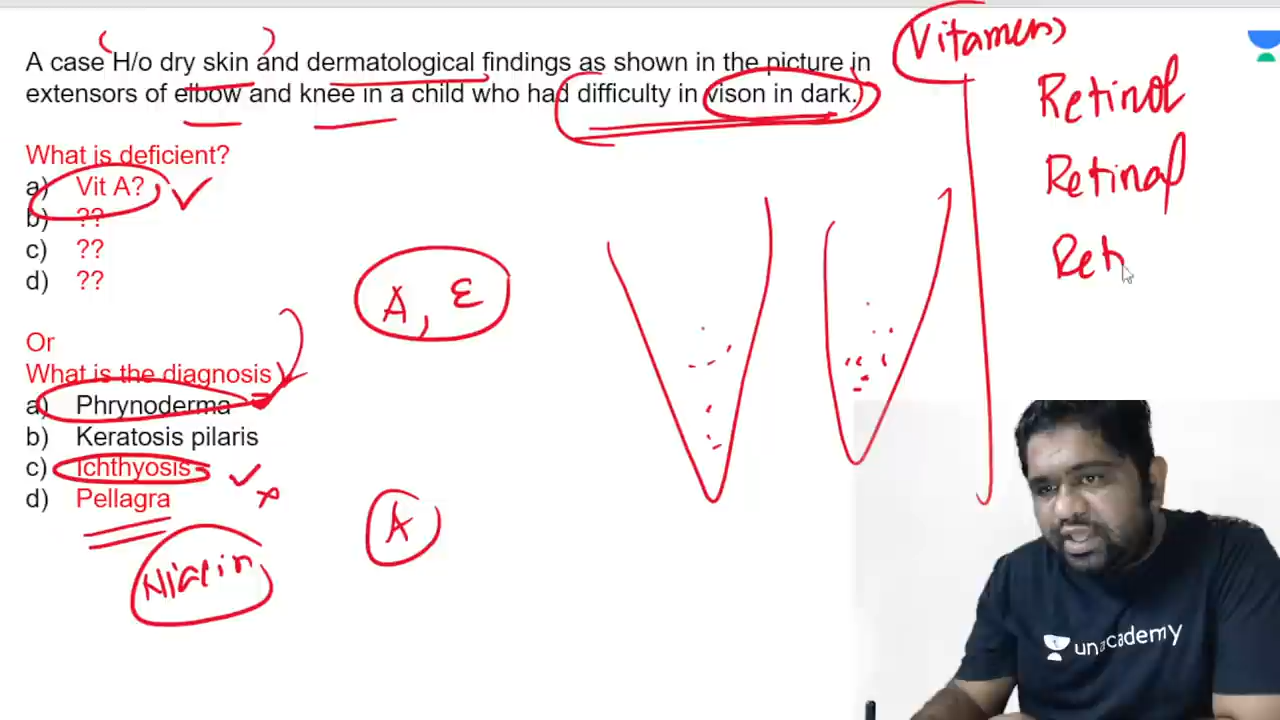 A case H/o dry skin and dermatological findings as shown in the picture in
extensors of elbow and knee in a child who had difficulty in vison in dark.
What is deficient?
a) Vit A?
b) ??
c) ??
d) ??
Or
What is the diagnosis
a) Phrynoderma
b) Keratosis pilaris
c) Ichthyosis
d) Pellagra
Niacin
A, E
A
Vitamers
Retinol
Retinal
Reti
unacademy